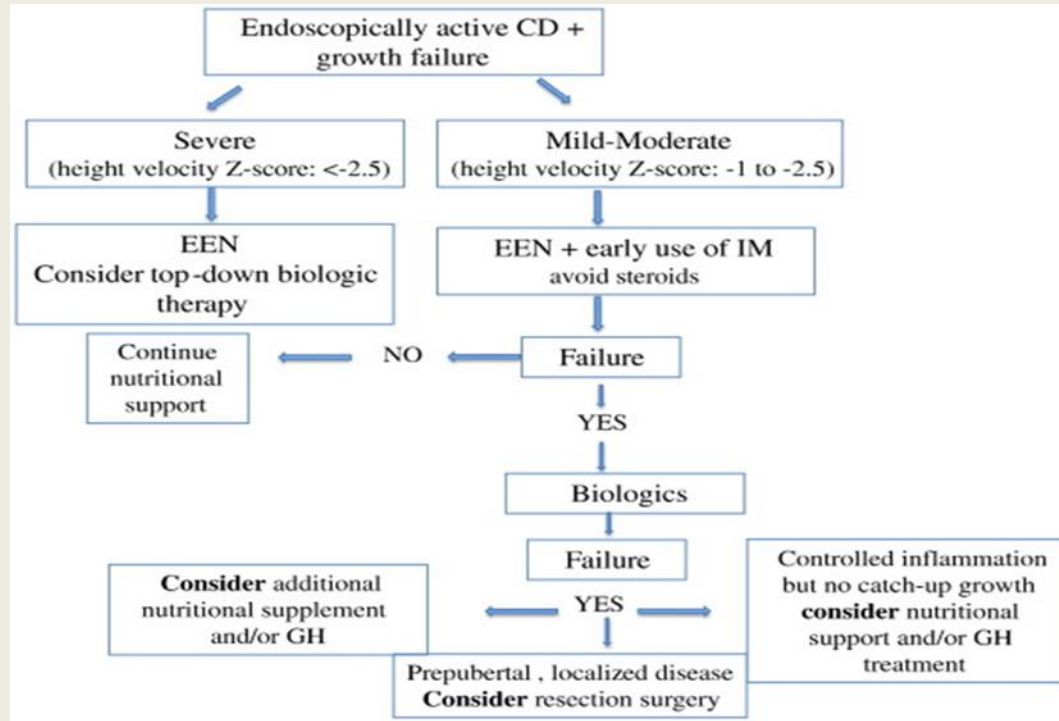 Endoscopically active CD +
growth failure
Severe
(height velocity Z-score: <-2.5)
Mild-Moderate
(height velocity Z-score: -1 to -2.5)
EEN
Consider top-down biologic
therapy
EEN + early use of IM
avoid steroids
Continue
nutritional
support
NO
Failure
YES
Biologics
Failure
Consider additional
nutritional supplement
and/or GH
YES
Controlled inflammation
but no catch-up growth
consider nutritional
support and/or GH
treatment
Prepubertal , localized disease
Consider resection surgery